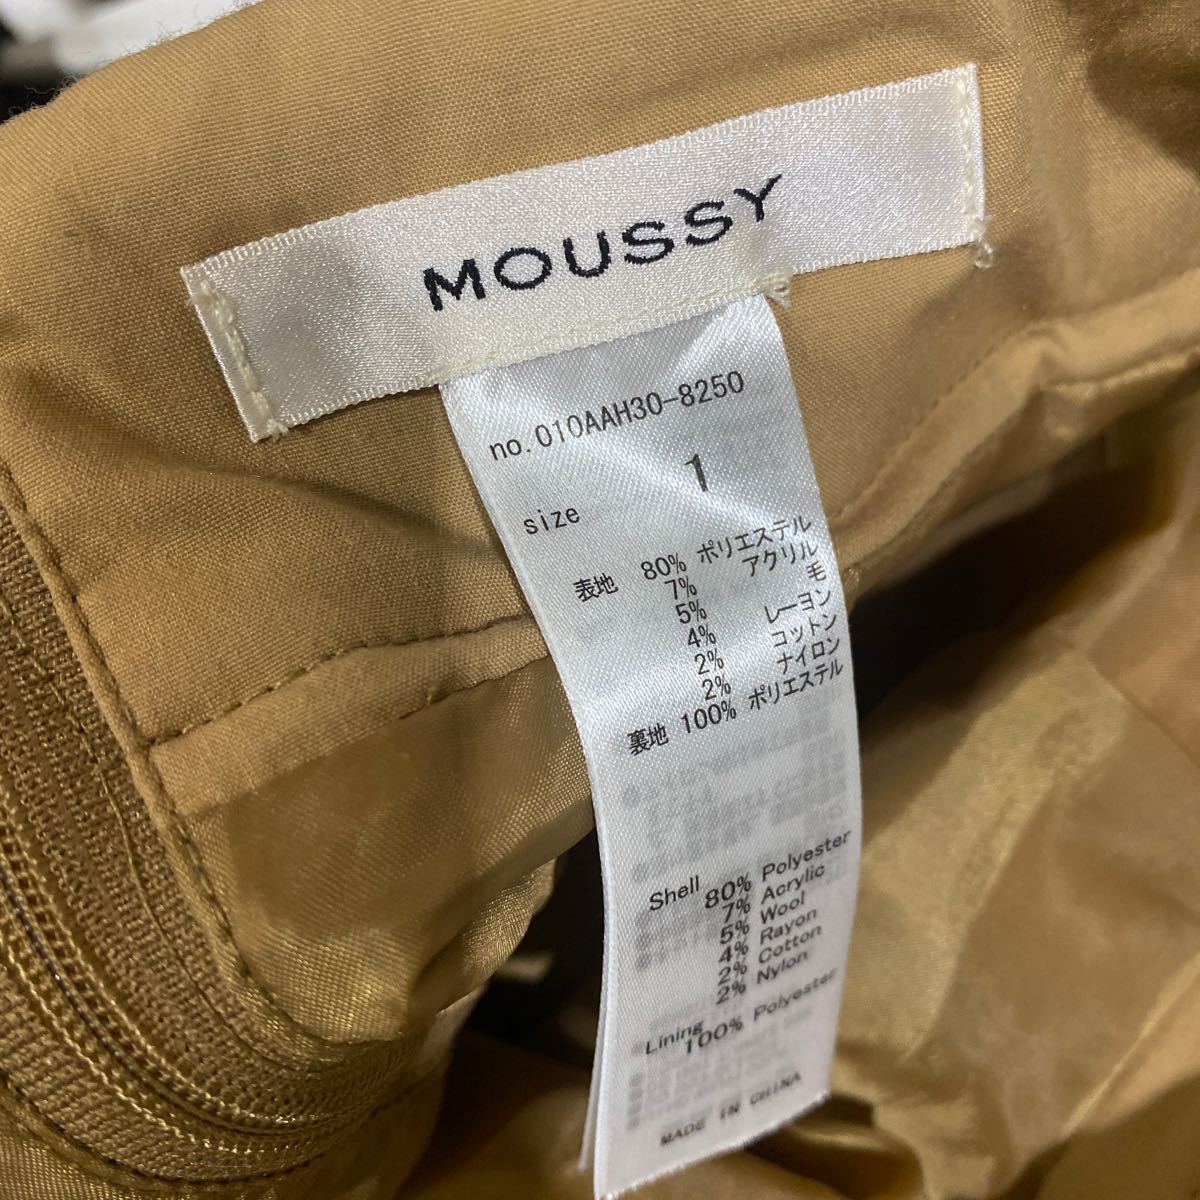 MOUSSY
no.010AAH30-8250
size 1
表地 80% ポリエステル
7% アクリル
5% 毛
4% レーヨン
2% コットン
2% ナイロン
裏地 100% ポリエステル
Shell 80% Polyester
7% Acrylic
5% Wool
4% Rayon
2% Cotton
2% Nylon
Lining 100% Polyester
MADE IN CHINA